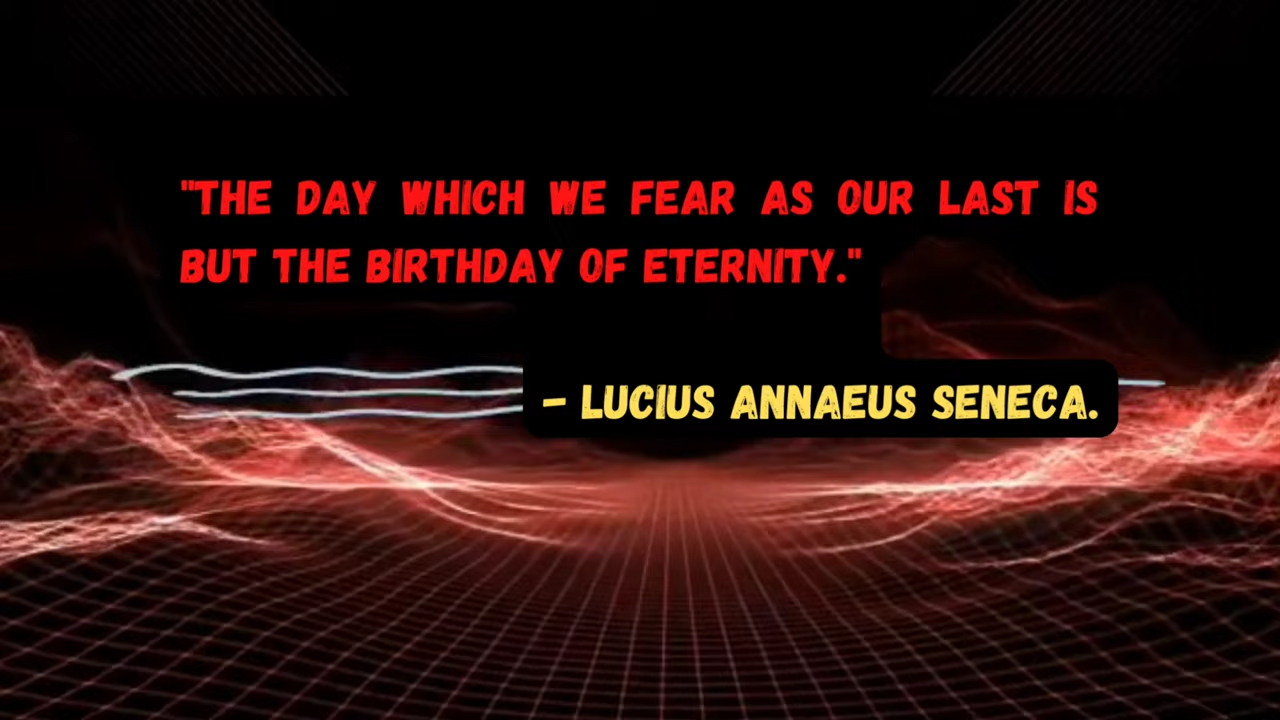 "THE DAY WHICH WE FEAR AS OUR LAST IS
BUT THE BIRTHDAY OF ETERNITY."
– LUCIUS ANNAEUS SENECA.